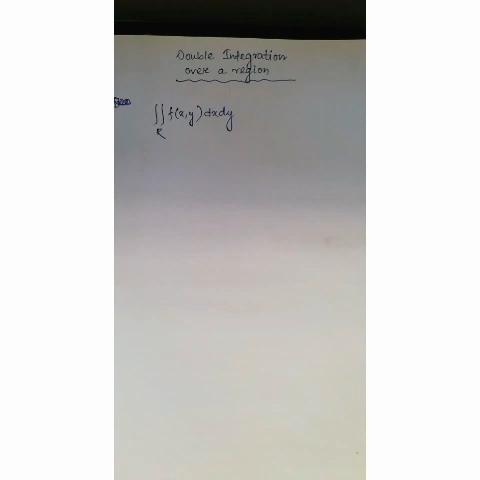 Double Integration
over a region
∬f(x,y)dxdy
R